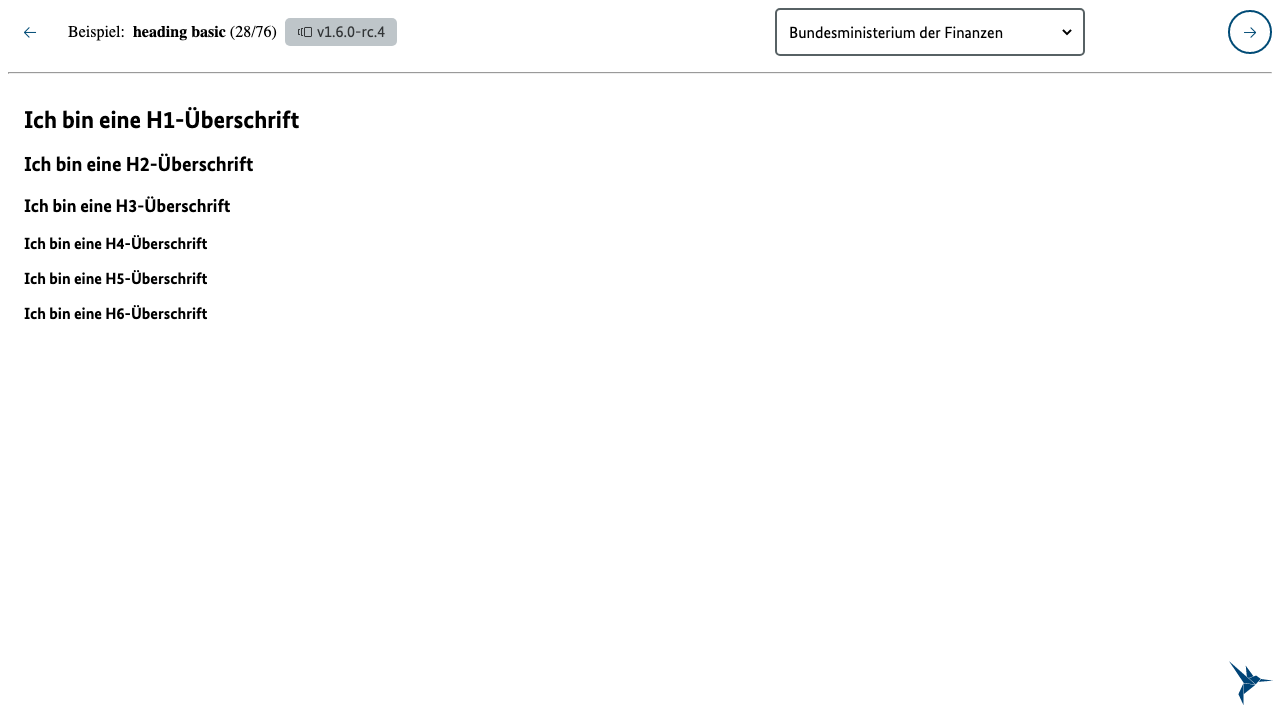 Beispiel: heading basic (28/76) v1.6.0-rc.4 Bundesministerium der Finanzen
Ich bin eine H1-Überschrift
Ich bin eine H2-Überschrift
Ich bin eine H3-Überschrift
Ich bin eine H4-Überschrift
Ich bin eine H5-Überschrift
Ich bin eine H6-Überschrift